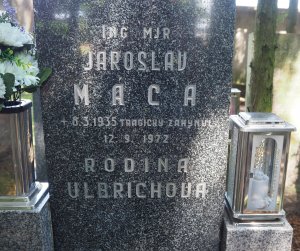 ING MJR
JAROSLAV
MACA
* 8.3.1935 TRAGICKY ZAHYNUL
12.9.1972
RODINA
ULBRICHOVA